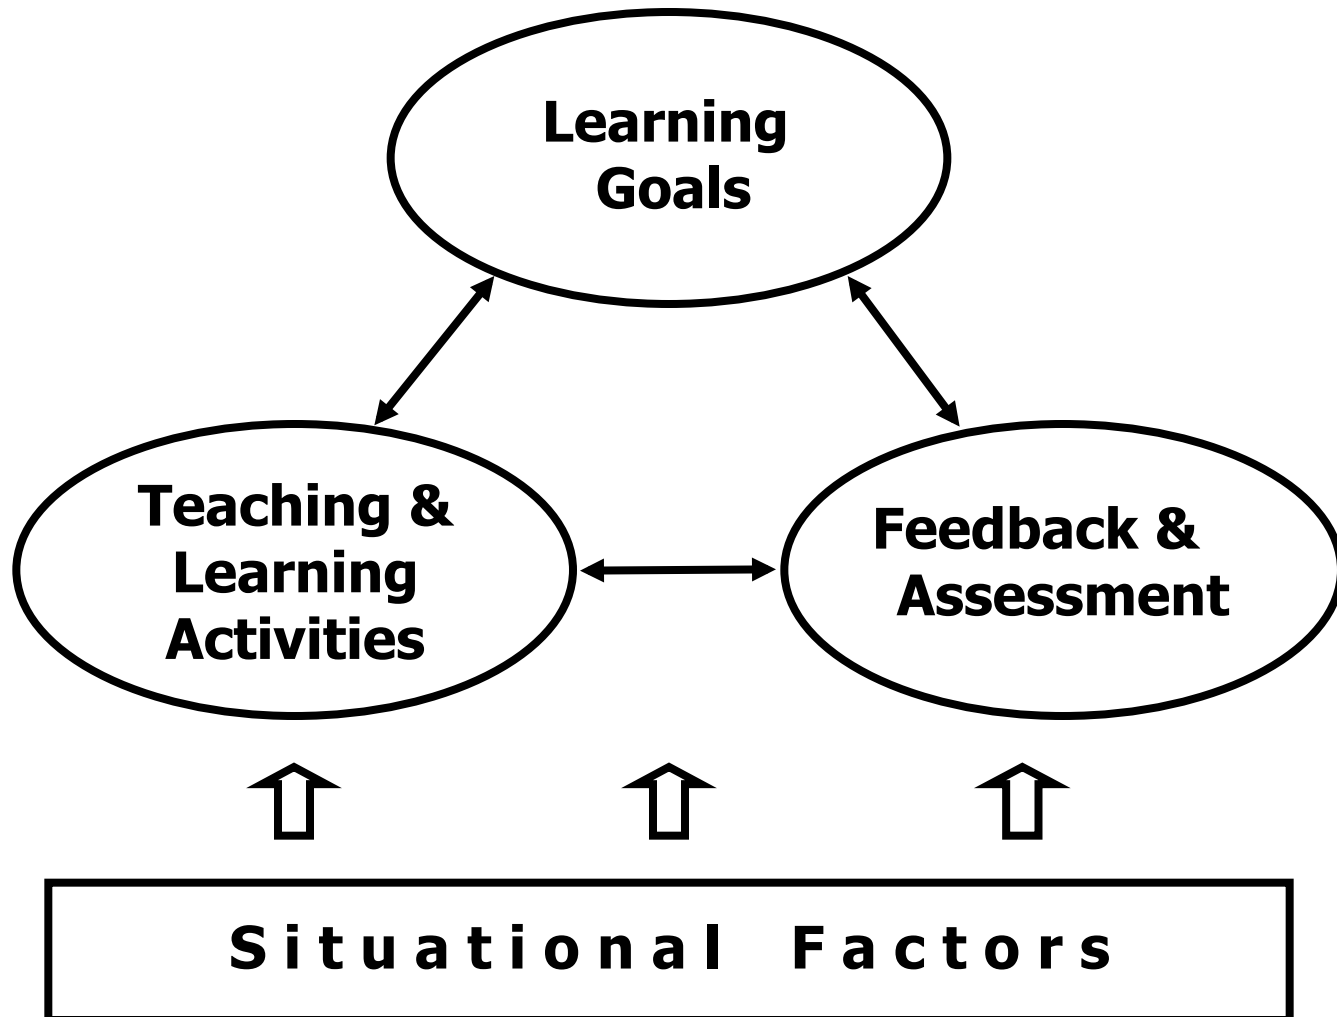 Learning
Goals
Teaching &
Learning
Activities
Feedback &
Assessment
Situational Factors